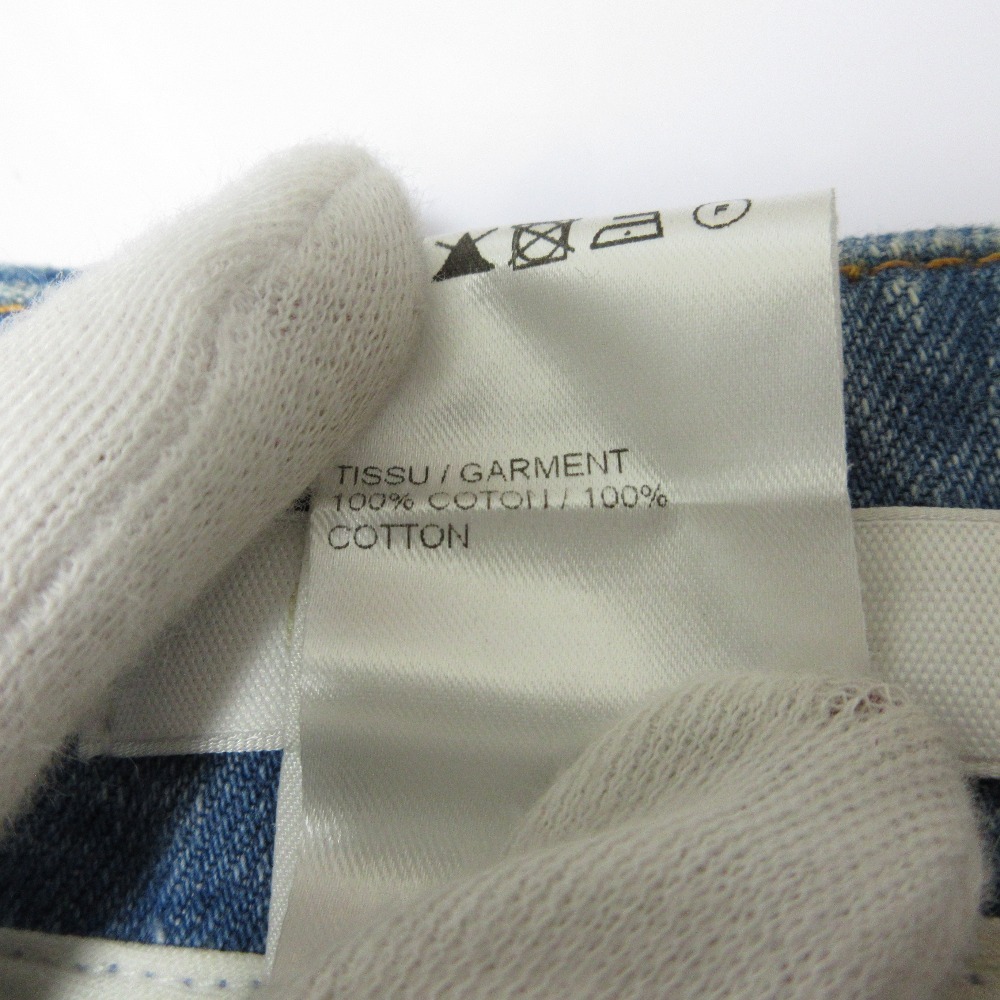 F
TISSU / GARMENT
100% COTON / 100%
COTTON